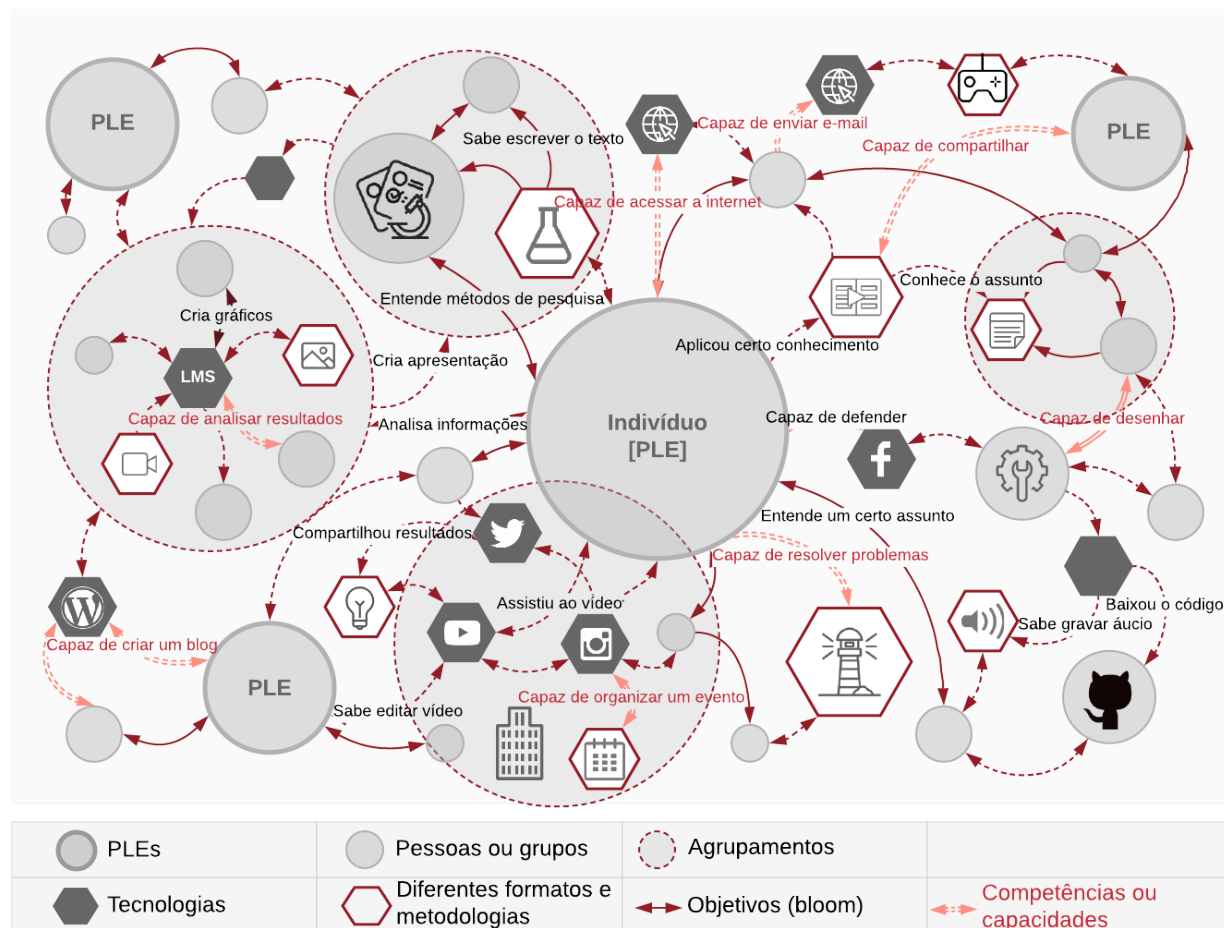 PLE
PLE
Sabe escrever o texto
Capaz de enviar e-mail
Capaz de compartilhar
Capaz de acessar a internet
Entende métodos de pesquisa
Conhece o assunto
Cria gráficos
Cria apresentação
Aplicou certo conhecimento
LMS
Capaz de analisar resultados
Analisa informações
Indivíduo
[PLE]
Capaz de defender
Capaz de desenhar
Entende um certo assunto
Compartilhou resultados
Capaz de resolver problemas
Assistiu ao vídeo
Baixou o código
Sabe gravar áucio
Capaz de criar um blog
PLE
Capaz de organizar um evento
Sabe editar vídeo
PLEs
Pessoas ou grupos
Agrupamentos
Tecnologias
Diferentes formatos e
metodologias
Objetivos (bloom)
Competências ou
capacidades